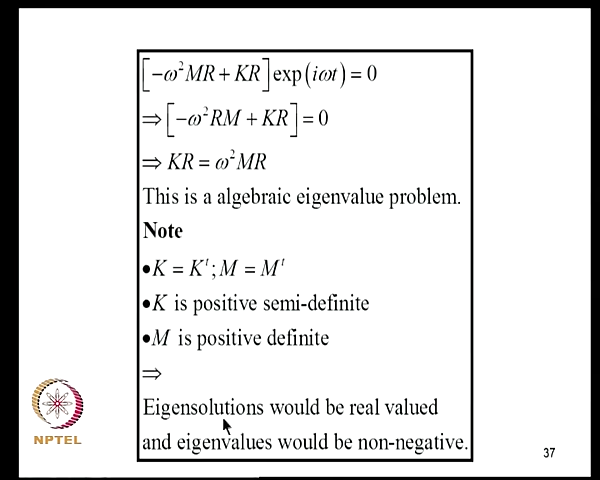 [−ω²MR + KR] exp(iωt) = 0
⇒ [−ω²RM + KR] = 0
⇒ KR = ω²MR
This is a algebraic eigenvalue problem.
Note
•K = Kᵗ; M = Mᵗ
•K is positive semi-definite
•M is positive definite
⇒
Eigensolutions would be real valued
and eigenvalues would be non-negative.
NPTEL
37